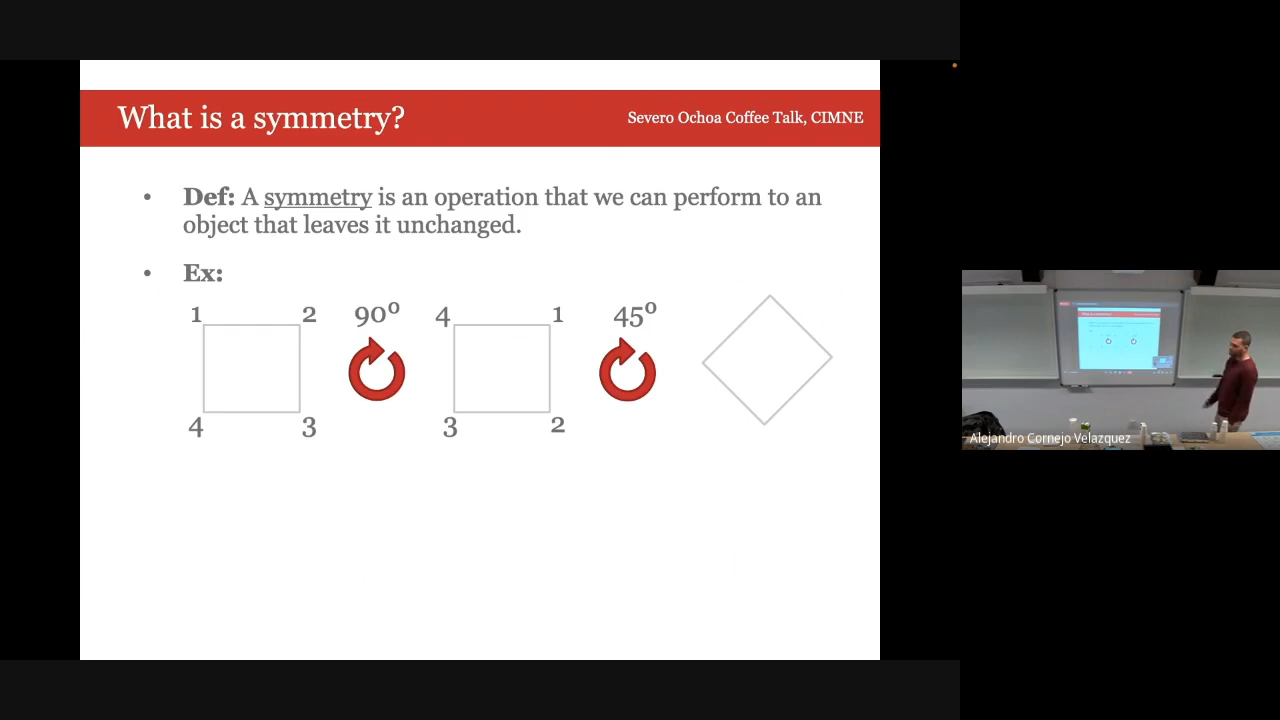 What is a symmetry?
Severo Ochoa Coffee Talk, CIMNE
• Def: A symmetry is an operation that we can perform to an
object that leaves it unchanged.
• Ex:
1 2 90º 4 1 45º
4 3 3 2
Alejandro Cornejo Velazquez